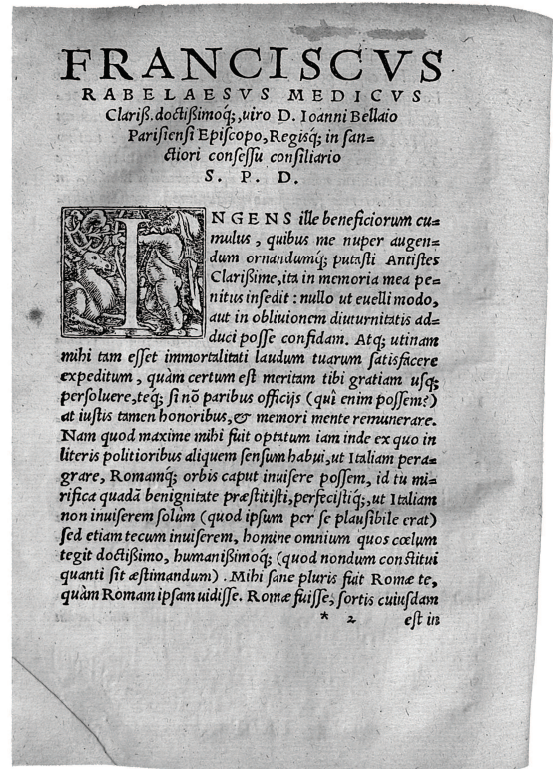 FRANCISCVS
RABELAESVS MEDICVS
Clariß. doctißimoq́;, uiro D. Ioanni Bellaio
Parisiensi Episcopo, Regisq́; in san=
ctiori consessu consiliario
S. P. D.
INGENS ille beneficiorum cu=
mulus, quibus me nuper augen=
dum ornandumq́; putasti Antistes
Clarißime, ita in memoria mea pe=
nitus insedit: nullo ut euelli modo,
aut in obliuionem diuturnitatis ad=
duci posse confidam. Atq; utinam
mihi tam esset immortalitati laudum tuarum satisfacere
expeditum, quàm certum est meritam tibi gratiam usq;
persoluere, teq́; si nõ paribus officijs (quî enim possem?)
at iustis tamen honoribus, & memori mente remunerare.
Nam quod maxime mihi fuit optatum iam inde ex quo in
literis politioribus aliquem sensum habui, ut Italiam pera=
grare, Romamq́; orbis caput inuisere possem, id tu mi=
rifica quadã benignitate præstitisti, perfecistiq́;, ut Italiam
non inuiserem solùm (quod ipsum per se plausibile erat)
sed etiam tecum inuiserem, homine omnium quos cœlum
tegit doctißimo, humanißimoq́; (quod nondum constitui
quanti sit æstimandum). Mihi sane pluris fuit Romæ te,
quàm Romam ipsam uidisse. Romæ fuisse, sortis cuiusdam
* 2 est in